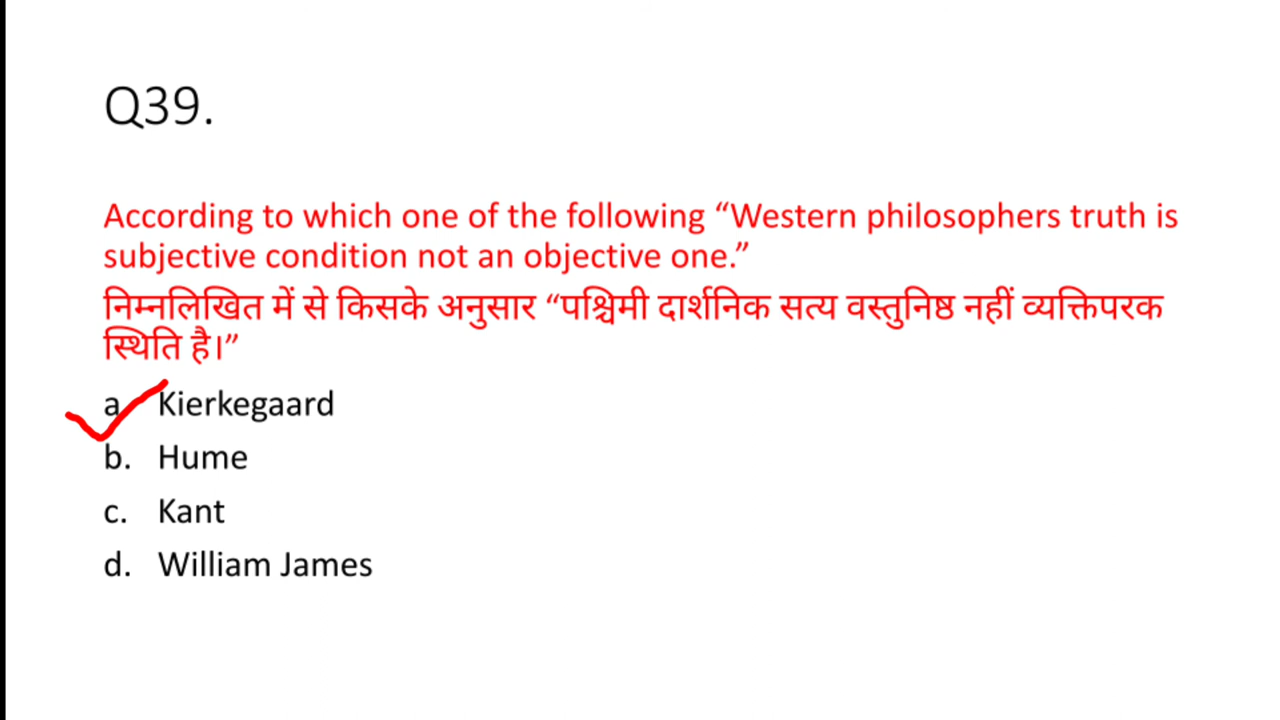 Q39.
According to which one of the following “Western philosophers truth is
subjective condition not an objective one.”
निम्नलिखित में से किसके अनुसार “पश्चिमी दार्शनिक सत्य वस्तुनिष्ठ नहीं व्यक्तिपरक
स्थिति है।”
a Kierkegaard
b. Hume
c. Kant
d. William James